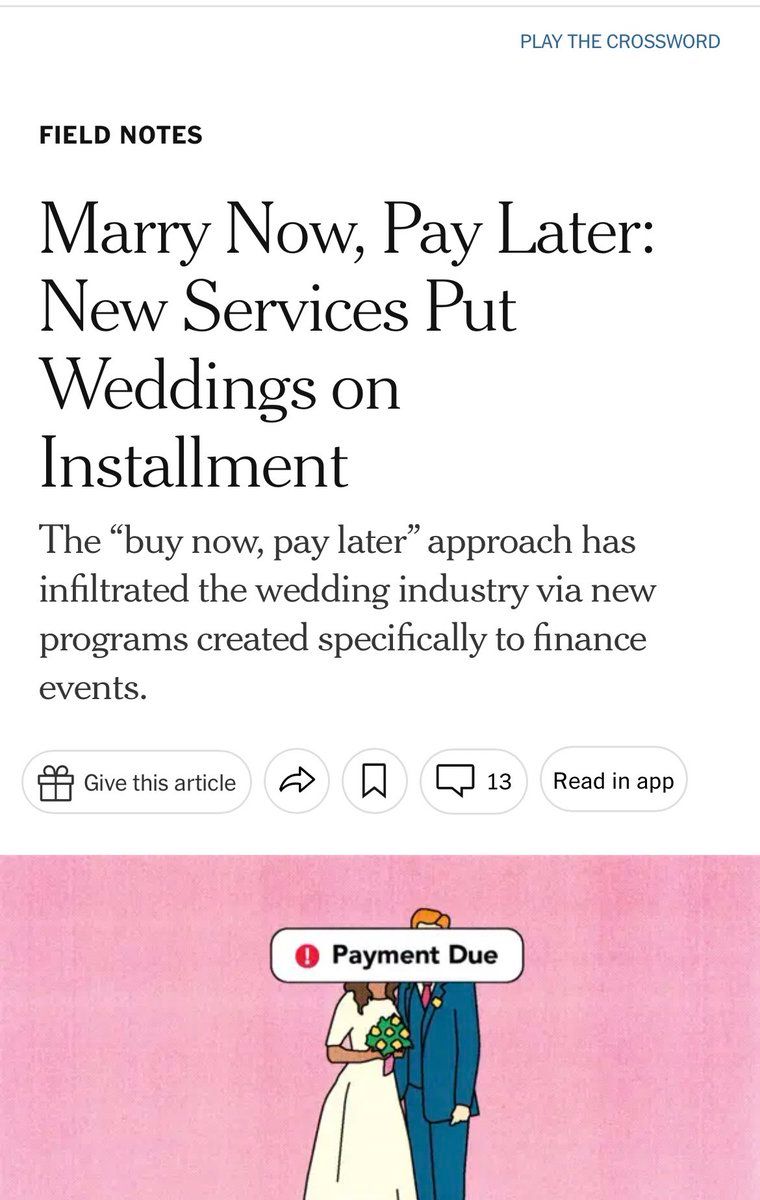 PLAY THE CROSSWORD
FIELD NOTES
Marry Now, Pay Later:
New Services Put
Weddings on
Installment
The “buy now, pay later” approach has
infiltrated the wedding industry via new
programs created specifically to finance
events.
Give this article
13
Read in app
! Payment Due